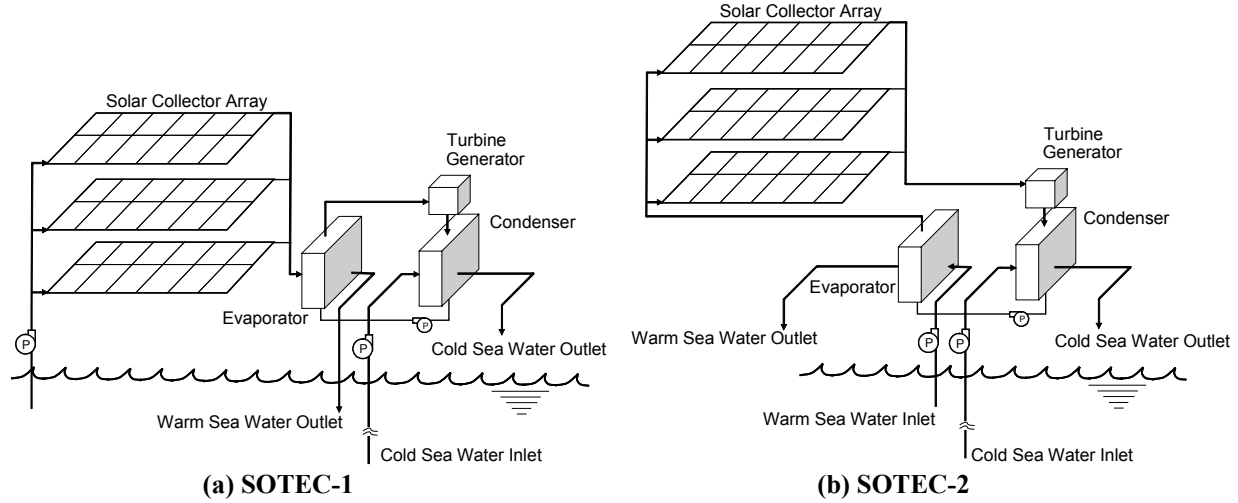 Solar Collector Array
Turbine
Generator
Condenser
Evaporator
P
P
P
Cold Sea Water Outlet
Warm Sea Water Outlet
Cold Sea Water Inlet
(a) SOTEC-1
Solar Collector Array
Turbine
Generator
Condenser
Evaporator
P
P
P
Warm Sea Water Outlet
Cold Sea Water Outlet
Warm Sea Water Inlet
Cold Sea Water Inlet
(b) SOTEC-2